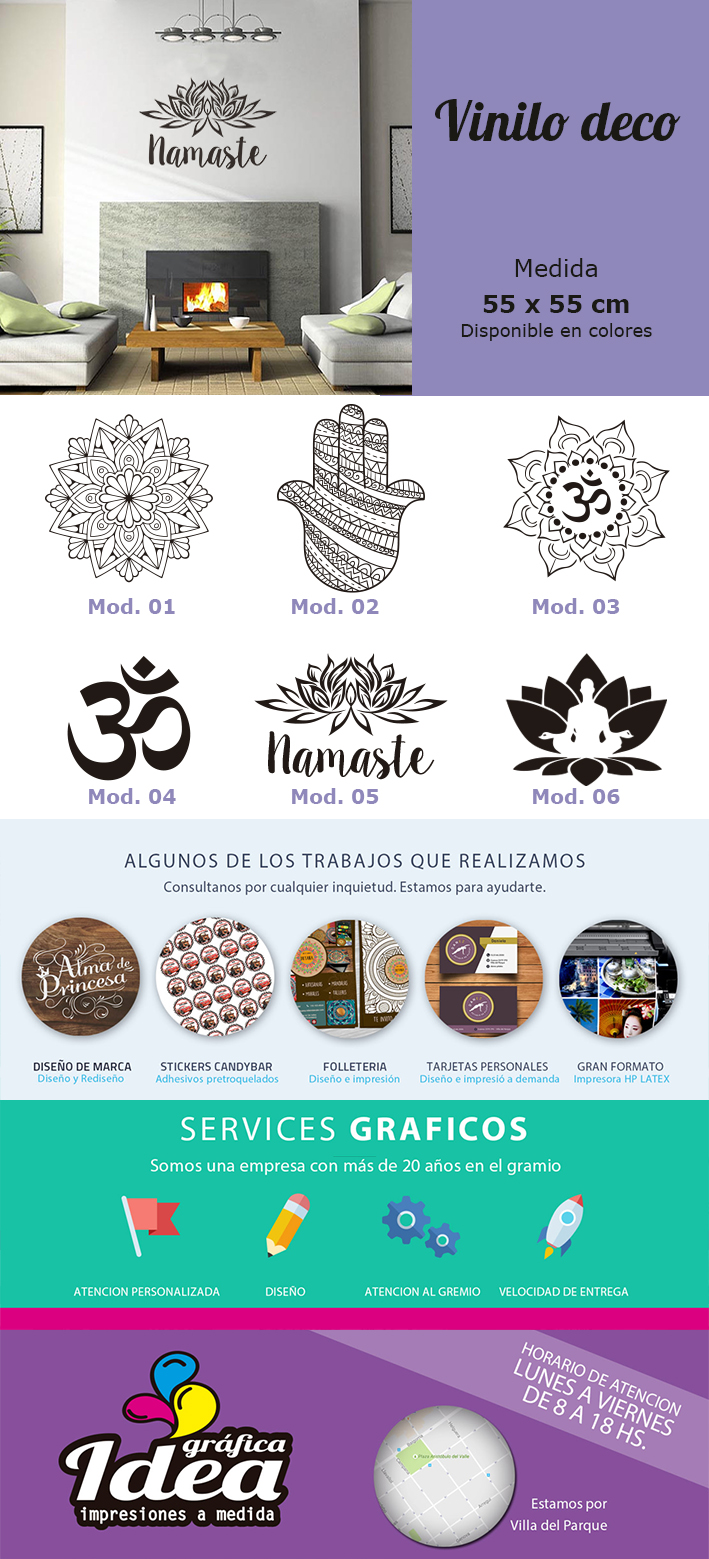 Namaste
Vinilo deco
Medida
55 x 55 cm
Disponible en colores
ॐ
Mod. 01
Mod. 02
Mod. 03
ॐ
Namaste
Mod. 04
Mod. 05
Mod. 06
ALGUNOS DE LOS TRABAJOS QUE REALIZAMOS
Consultanos por cualquier inquietud. Estamos para ayudarte.
Alma de
Princesa
DISEÑO DE MARCA
Diseño y Rediseño
STICKERS CANDYBAR
Adhesivos petroquelados
FOLLETERIA
Diseño e impresión
TARJETAS PERSONALES
Diseño e impresió a demanda
GRAN FORMATO
Impresora HP LATEX
SERVICES GRAFICOS
Somos una empresa con más de 20 años en el gramio
ATENCION PERSONALIZADA
DISEÑO
ATENCION AL GREMIO
VELOCIDAD DE ENTREGA
HORARIO DE ATENCION
LUNES A VIERNES
DE 8 A 18 HS.
gráfica
Idea
impresiones a medida
Plaza Aristóbulo del Valle
Estamos por
Villa del Parque